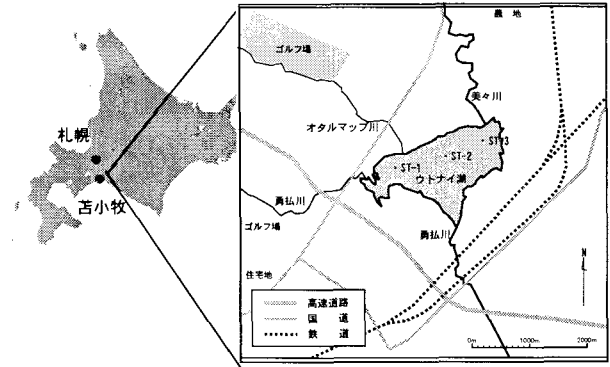 札幌
苫小牧
農地
ゴルフ場
美々川
オタルマップ川
ST-3
ST-2
ST-1
ウトナイ湖
勇払川
ゴルフ場
勇払川
住宅地
高速道路
国道
鉄道
N
0m 1000m 2000m